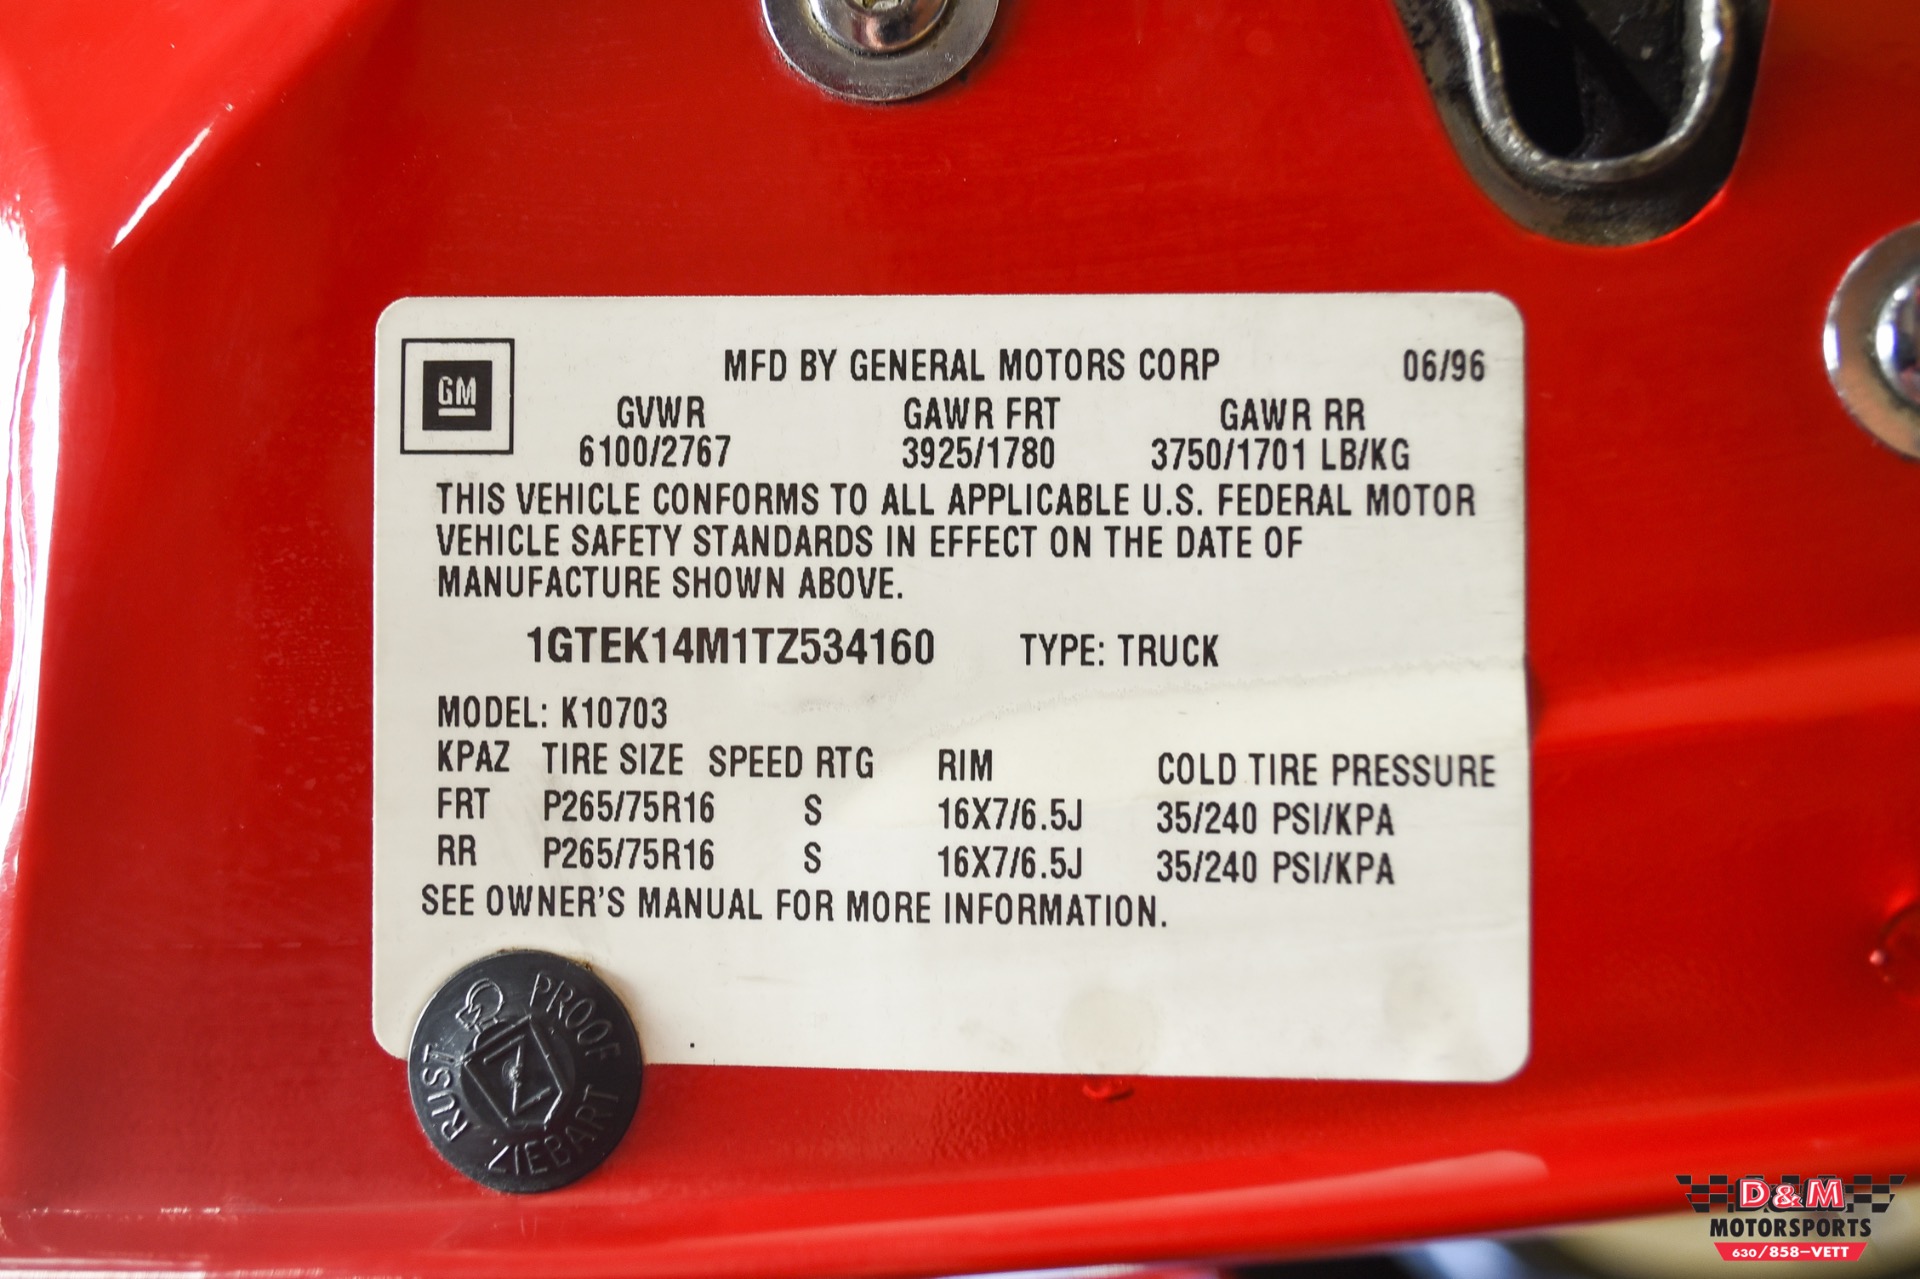 GM
MFD BY GENERAL MOTORS CORP 06/96
GVWR GAWR FRT GAWR RR
6100/2767 3925/1780 3750/1701 LB/KG
THIS VEHICLE CONFORMS TO ALL APPLICABLE U.S. FEDERAL MOTOR
VEHICLE SAFETY STANDARDS IN EFFECT ON THE DATE OF
MANUFACTURE SHOWN ABOVE.
1GTEK14M1TZ534160 TYPE: TRUCK
MODEL: K10703
KPAZ TIRE SIZE SPEED RTG RIM COLD TIRE PRESSURE
FRT P265/75R16 S 16X7/6.5J 35/240 PSI/KPA
RR P265/75R16 S 16X7/6.5J 35/240 PSI/KPA
SEE OWNER'S MANUAL FOR MORE INFORMATION.
ZIEBART
RUST
PROOF
D&M
MOTORSPORTS
630/858-VETT